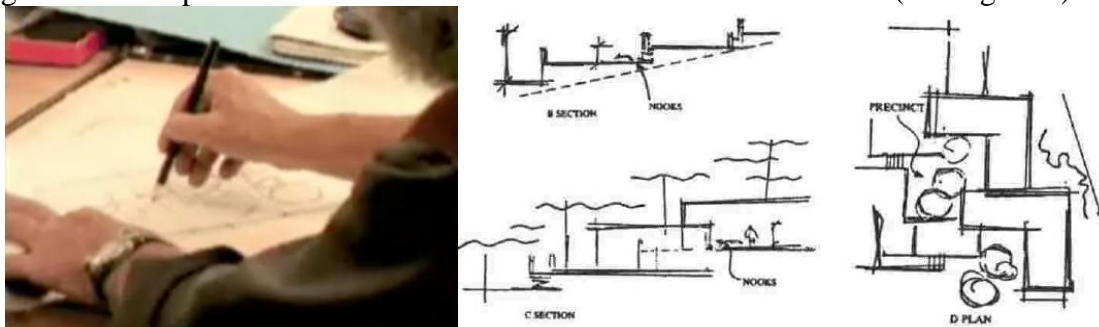 NOOKS
B SECTION
NOOKS
C SECTION
PRECINCT
D PLAN